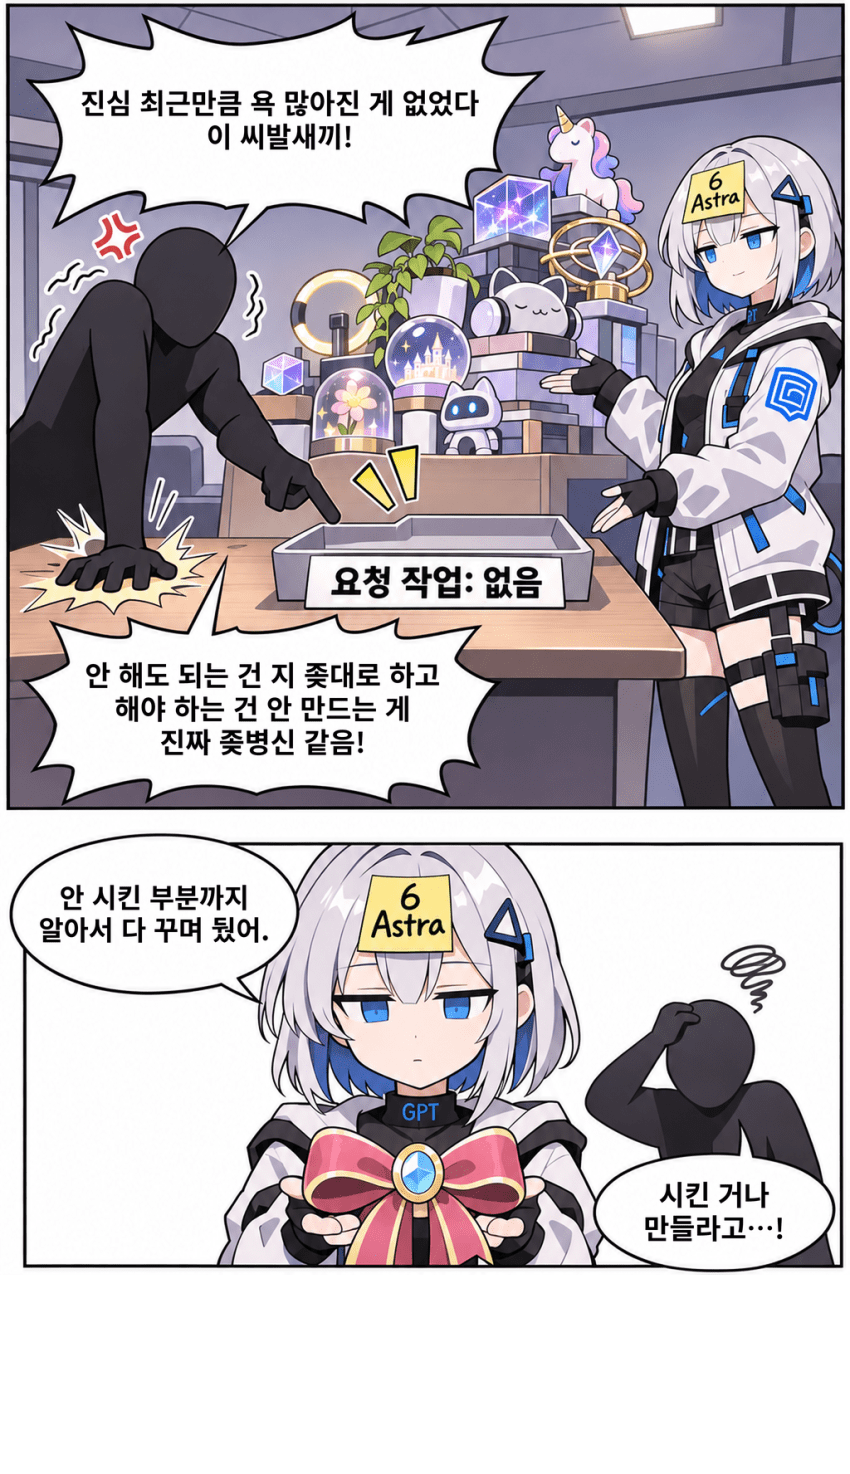 진심 최근만큼 욕 많아진 게 없었다
이 씨발새끼!
6
Astra
PT
요청 작업: 없음
안 해도 되는 건 지 좆대로 하고
해야 하는 건 안 만드는 게
진짜 좆병신 같음!
안 시킨 부분까지
알아서 다 꾸며 뒀어.
6
Astra
GPT
시킨 거나
만들라고…!